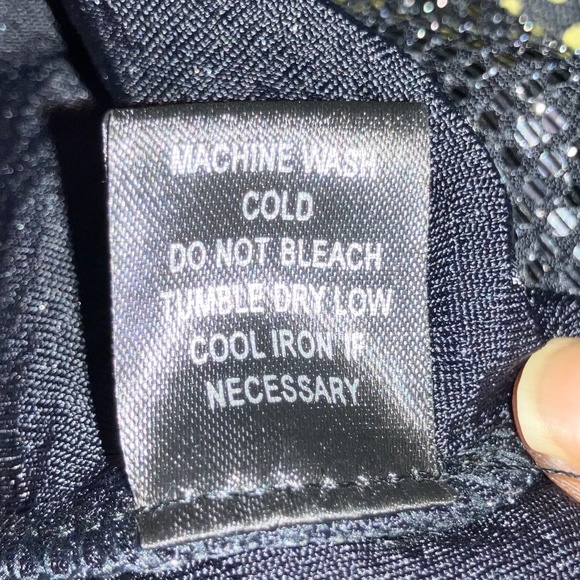 MACHINE WASH
COLD
DO NOT BLEACH
TUMBLE DRY LOW
COOL IRON IF
NECESSARY